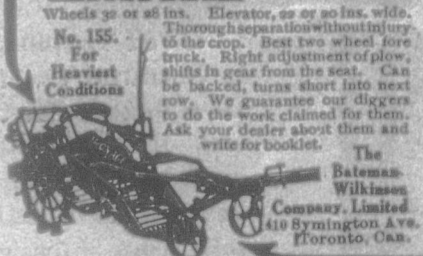 Wheels 32 or 28 ins. Elevator, 22 or 20 ins. wide.
Thorough separation without injury
to the crop. Best two wheel fore
truck. Right adjustment of plow,
shifts in gear from the seat. Can
be backed, turns short into next
row. We guarantee our diggers
to do the work claimed for them.
Ask your dealer about them and
write for booklet.
No. 155.
For
Heaviest
Conditions
The
Bateman-
Wilkinson
Company, Limited
410 Symington Ave.
Toronto, Can.